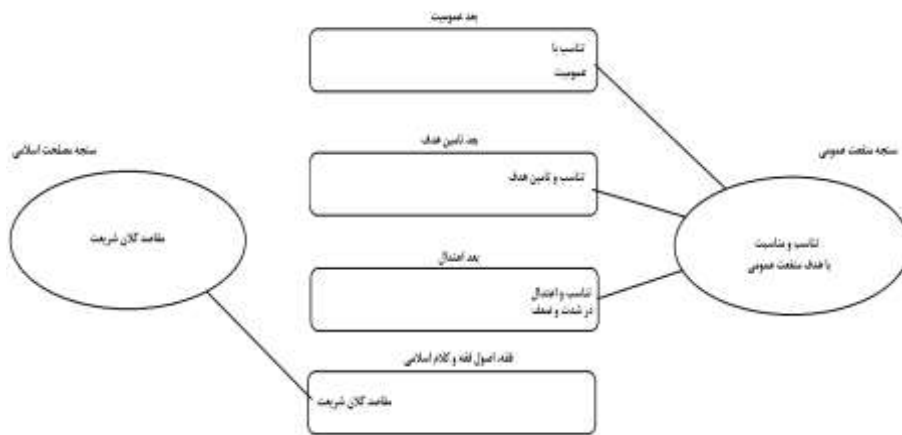 بعد عمومیت
تناسب با
عمومیت
سنجه منفعت عمومی
سنجه مصلحت اسلامی
بعد تامین هدف
تناسب و تامین هدف
تناسب و مناسبت
با هدف منفعت عمومی
مقاصد کلان شریعت
بعد اعتدال
تناسب و اعتدال
در شدت و ضعف
فقه، اصول فقه و کلام اسلامی
مقاصد کلان شریعت